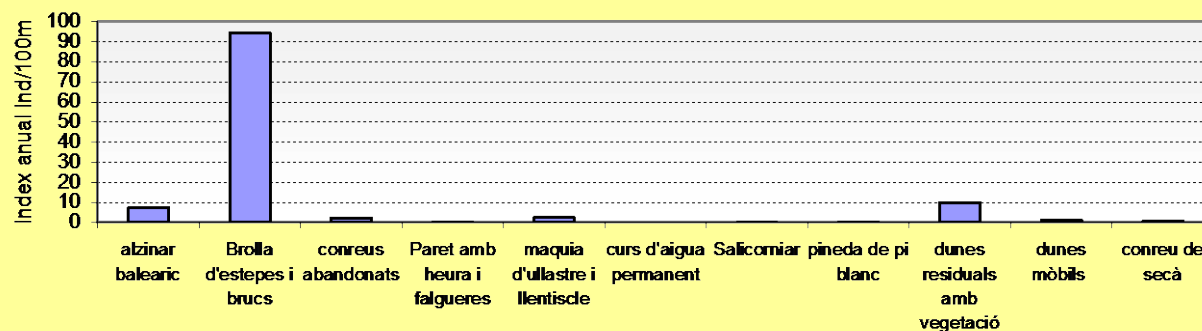 Index anual Ind/100m
100
90
80
70
60
50
40
30
20
10
0
alzinar
balearic
Brolla
d'estepes i
brucs
conreus
abandonats
Paret amb
heura i
falgueres
maquia
d'ullastre i
llentiscle
curs d'aigua
permanent
Salicorniar
pineda de pi
blanc
dunes
residuals
amb
vegetació
dunes
mòbils
conreu de
secà